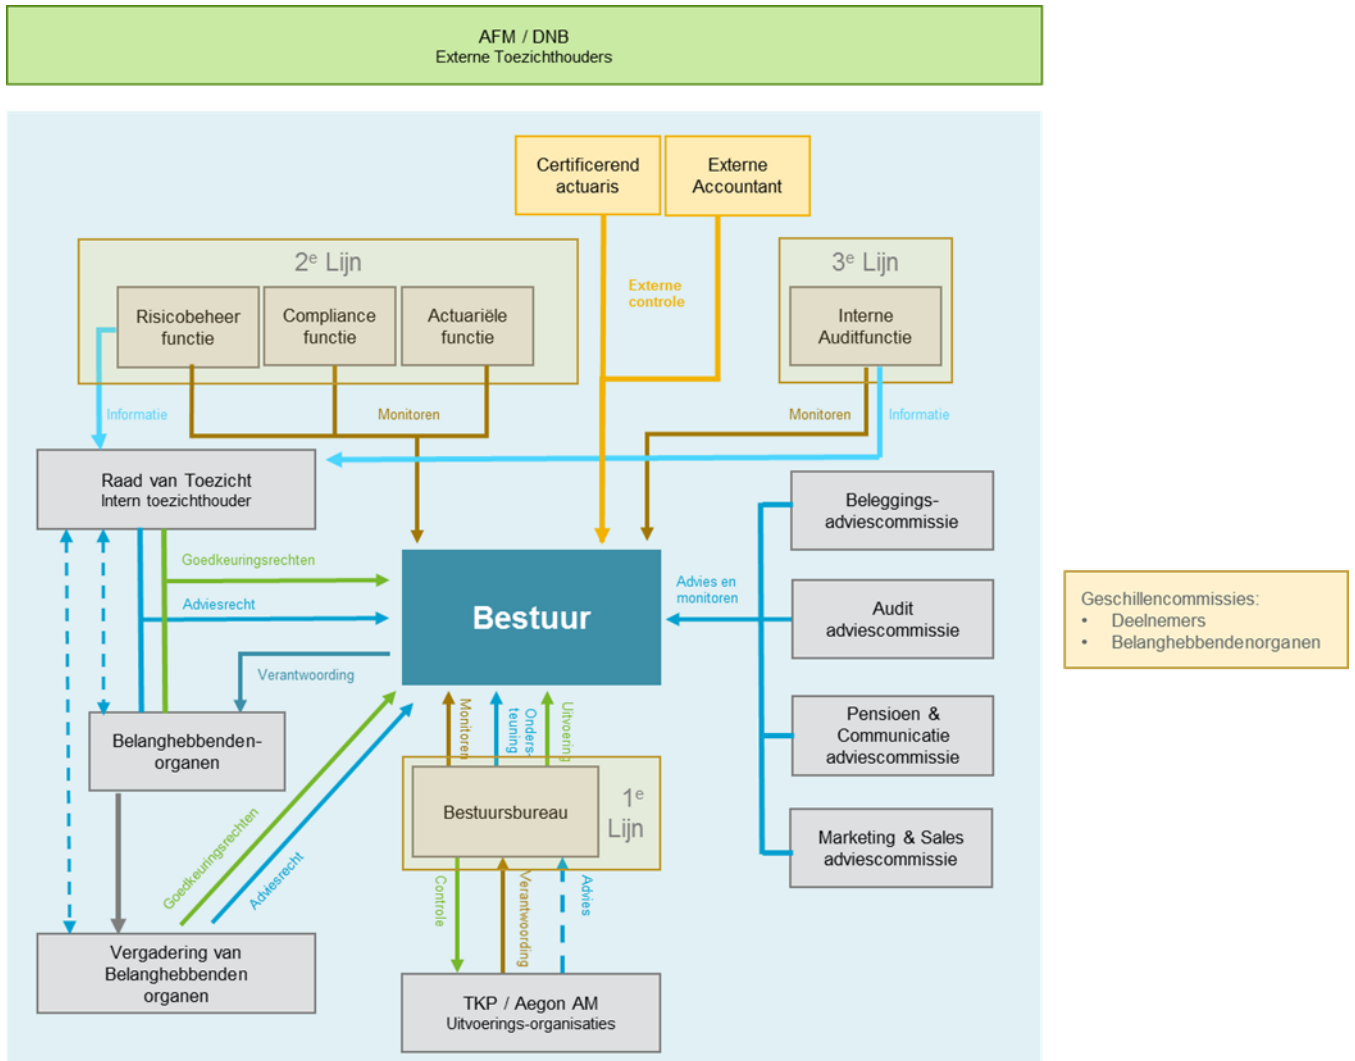 AFM / DNB
Externe Toezichthouders
Certificerend
actuaris
Externe
Accountant
2e Lijn
3e Lijn
Risicobeheer
functie
Compliance
functie
Actuariële
functie
Externe
controle
Interne
Auditfunctie
Informatie
Monitoren
Monitoren
Informatie
Raad van Toezicht
Intern toezichthouder
Beleggings-
adviescommissie
Goedkeuringsrechten
Adviesrecht
Bestuur
Advies en
monitoren
Audit
adviescommissie
Geschillencommissies:
• Deelnemers
• Belanghebbendenorganen
Verantwoording
Belanghebbenden-
organen
Monitoren
Onders-
teuning
Uitvoering
Pensioen &
Communicatie
adviescommissie
Bestuursbureau
1e
Lijn
Marketing & Sales
adviescommissie
Goedkeuringsrechten
Adviesrecht
Controle
Verantwoording
Advies
Vergadering van
Belanghebbenden
organen
TKP / Aegon AM
Uitvoerings-organisaties